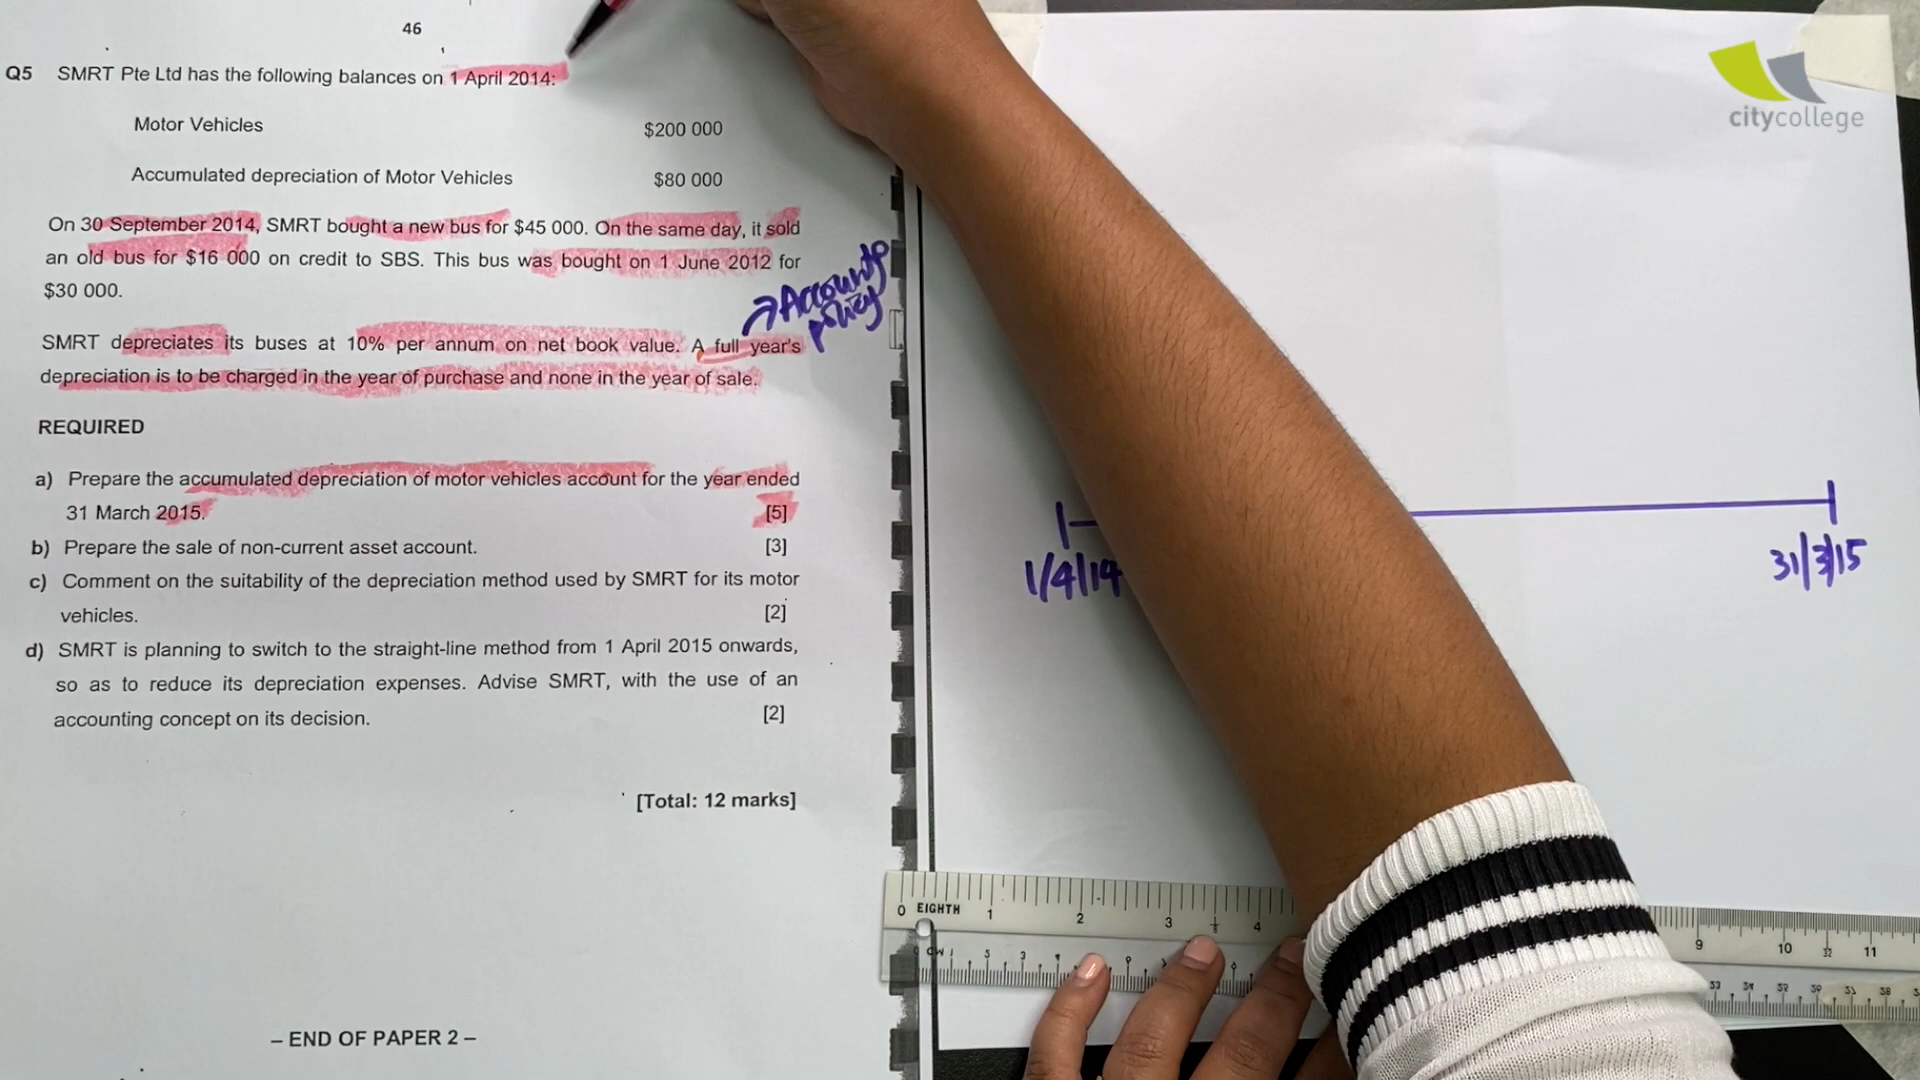 46
Q5 SMRT Pte Ltd has the following balances on 1 April 2014:
Motor Vehicles $200 000
Accumulated depreciation of Motor Vehicles $80 000
On 30 September 2014, SMRT bought a new bus for $45 000. On the same day, it sold
an old bus for $16 000 on credit to SBS. This bus was bought on 1 June 2012 for
$30 000.
→Accounts
policy
SMRT depreciates its buses at 10% per annum on net book value. A full year's
depreciation is to be charged in the year of purchase and none in the year of sale.
REQUIRED
a) Prepare the accumulated depreciation of motor vehicles account for the year ended
31 March 2015. [5]
b) Prepare the sale of non-current asset account. [3]
c) Comment on the suitability of the depreciation method used by SMRT for its motor
vehicles. [2]
d) SMRT is planning to switch to the straight-line method from 1 April 2015 onwards,
so as to reduce its depreciation expenses. Advise SMRT, with the use of an
accounting concept on its decision. [2]
[Total: 12 marks]
– END OF PAPER 2 –
citycollege
1/4/14
31/3/15
0 EIGHTH 1 2 3 4 9 10 11